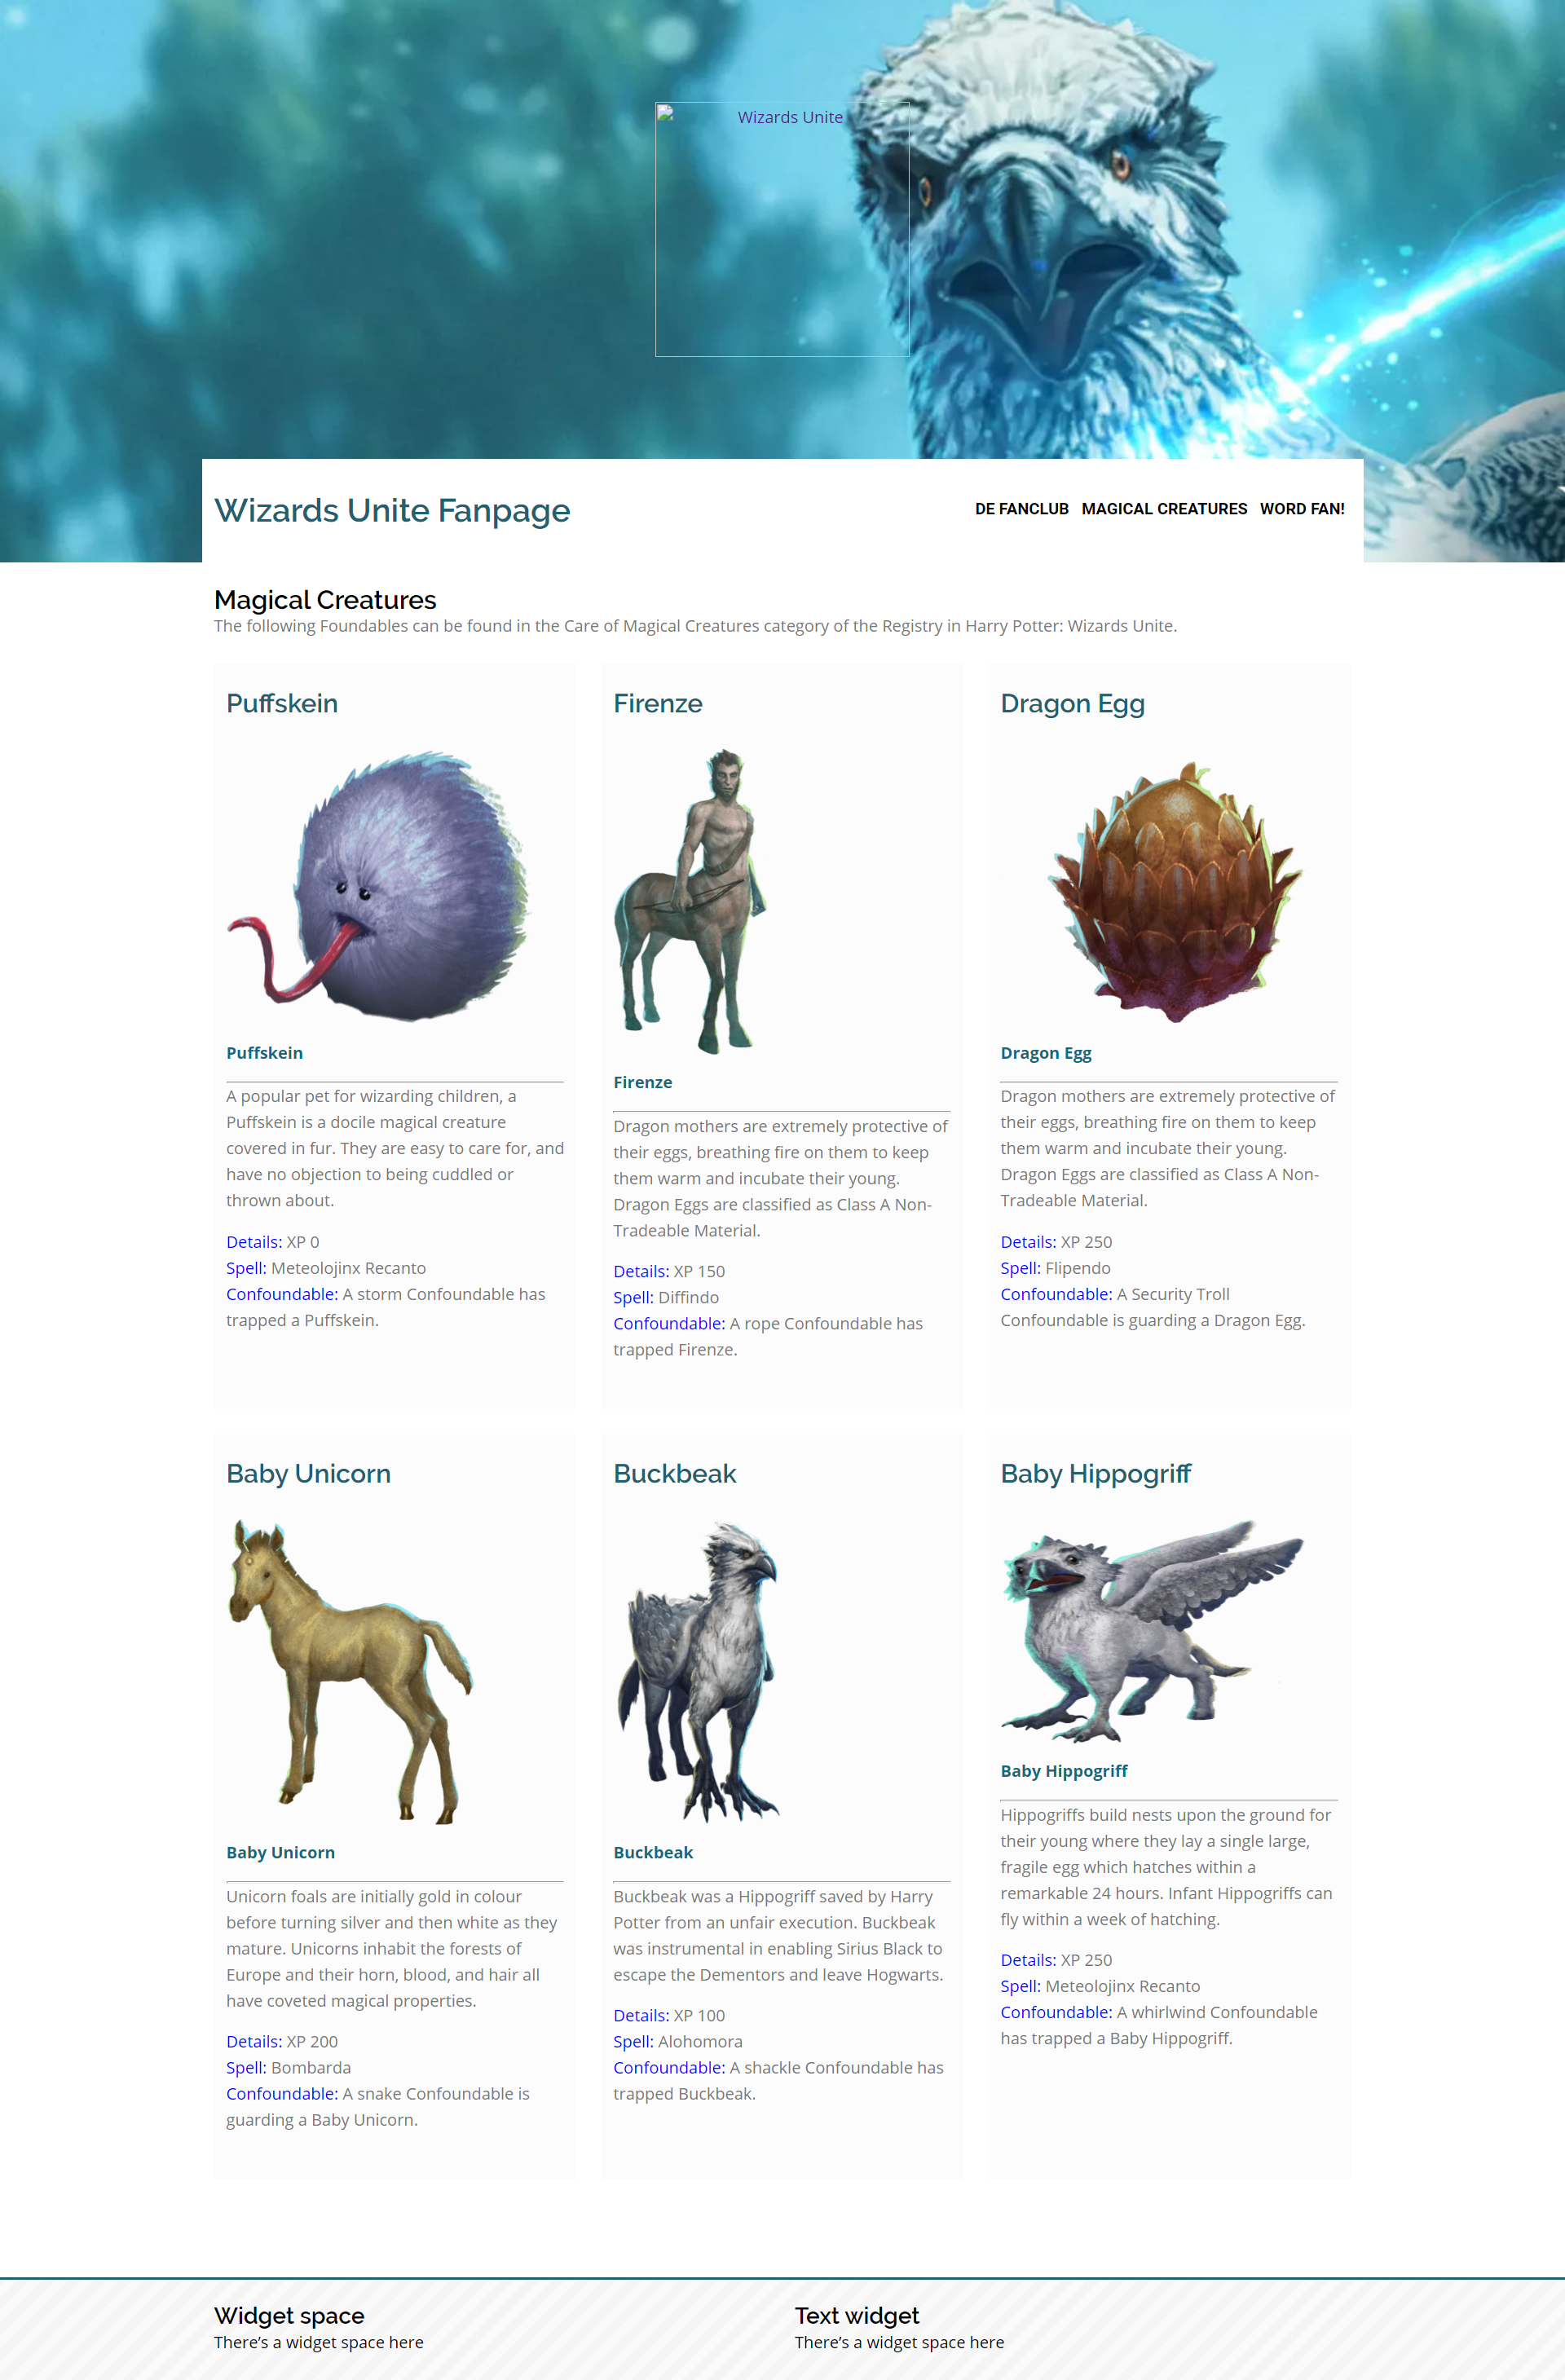 Wizards Unite
Wizards Unite Fanpage
DE FANCLUB MAGICAL CREATURES WORD FAN!
Magical Creatures
The following Foundables can be found in the Care of Magical Creatures category of the Registry in Harry Potter: Wizards Unite.
Puffskein
Puffskein
A popular pet for wizarding children, a
Puffskein is a docile magical creature
covered in fur. They are easy to care for, and
have no objection to being cuddled or
thrown about.
Details: XP 0
Spell: Meteolojinx Recanto
Confoundable: A storm Confoundable has
trapped a Puffskein.
Firenze
Firenze
Dragon mothers are extremely protective of
their eggs, breathing fire on them to keep
them warm and incubate their young.
Dragon Eggs are classified as Class A Non-
Tradeable Material.
Details: XP 150
Spell: Diffindo
Confoundable: A rope Confoundable has
trapped Firenze.
Dragon Egg
Dragon Egg
Dragon mothers are extremely protective of
their eggs, breathing fire on them to keep
them warm and incubate their young.
Dragon Eggs are classified as Class A Non-
Tradeable Material.
Details: XP 250
Spell: Flipendo
Confoundable: A Security Troll
Confoundable is guarding a Dragon Egg.
Baby Unicorn
Baby Unicorn
Unicorn foals are initially gold in colour
before turning silver and then white as they
mature. Unicorns inhabit the forests of
Europe and their horn, blood, and hair all
have coveted magical properties.
Details: XP 200
Spell: Bombarda
Confoundable: A snake Confoundable is
guarding a Baby Unicorn.
Buckbeak
Buckbeak
Buckbeak was a Hippogriff saved by Harry
Potter from an unfair execution. Buckbeak
was instrumental in enabling Sirius Black to
escape the Dementors and leave Hogwarts.
Details: XP 100
Spell: Alohomora
Confoundable: A shackle Confoundable has
trapped Buckbeak.
Baby Hippogriff
Baby Hippogriff
Hippogriffs build nests upon the ground for
their young where they lay a single large,
fragile egg which hatches within a
remarkable 24 hours. Infant Hippogriffs can
fly within a week of hatching.
Details: XP 250
Spell: Meteolojinx Recanto
Confoundable: A whirlwind Confoundable
has trapped a Baby Hippogriff.
Widget space
There's a widget space here
Text widget
There's a widget space here